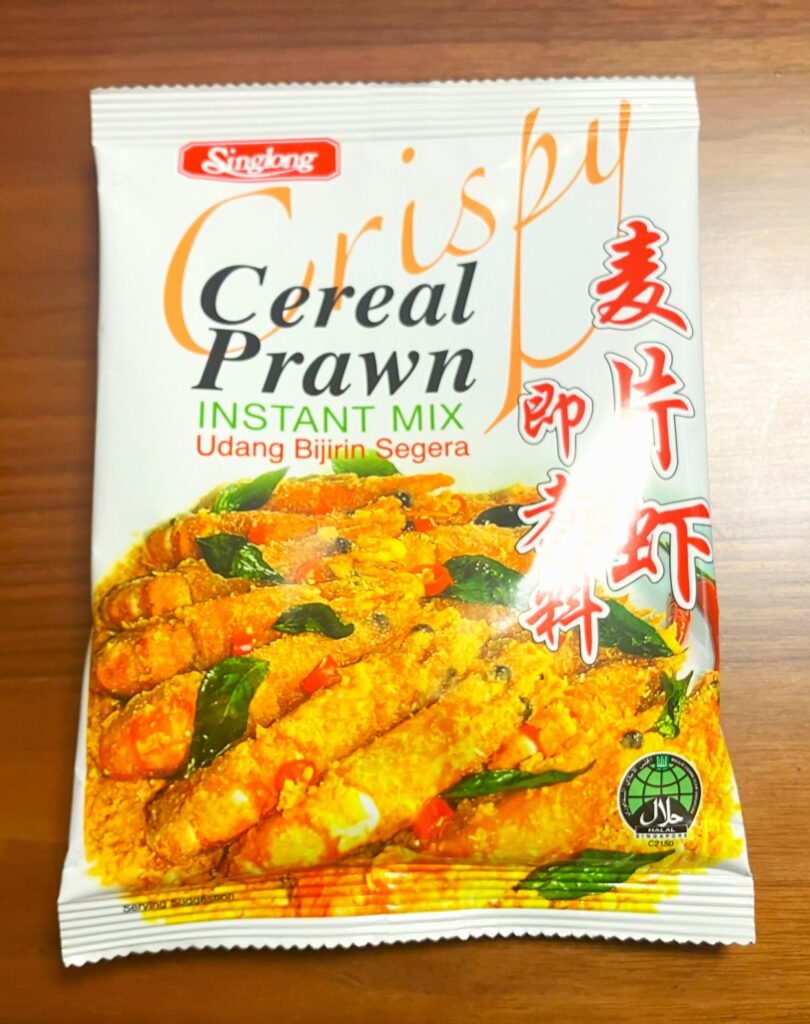 Singlong
Crispy
Cereal
Prawn
INSTANT MIX
Udang Bijirin Segera
麦片虾
即煮料
Serving Suggestion
حلال
HALAL
SINGAPORE
C2150